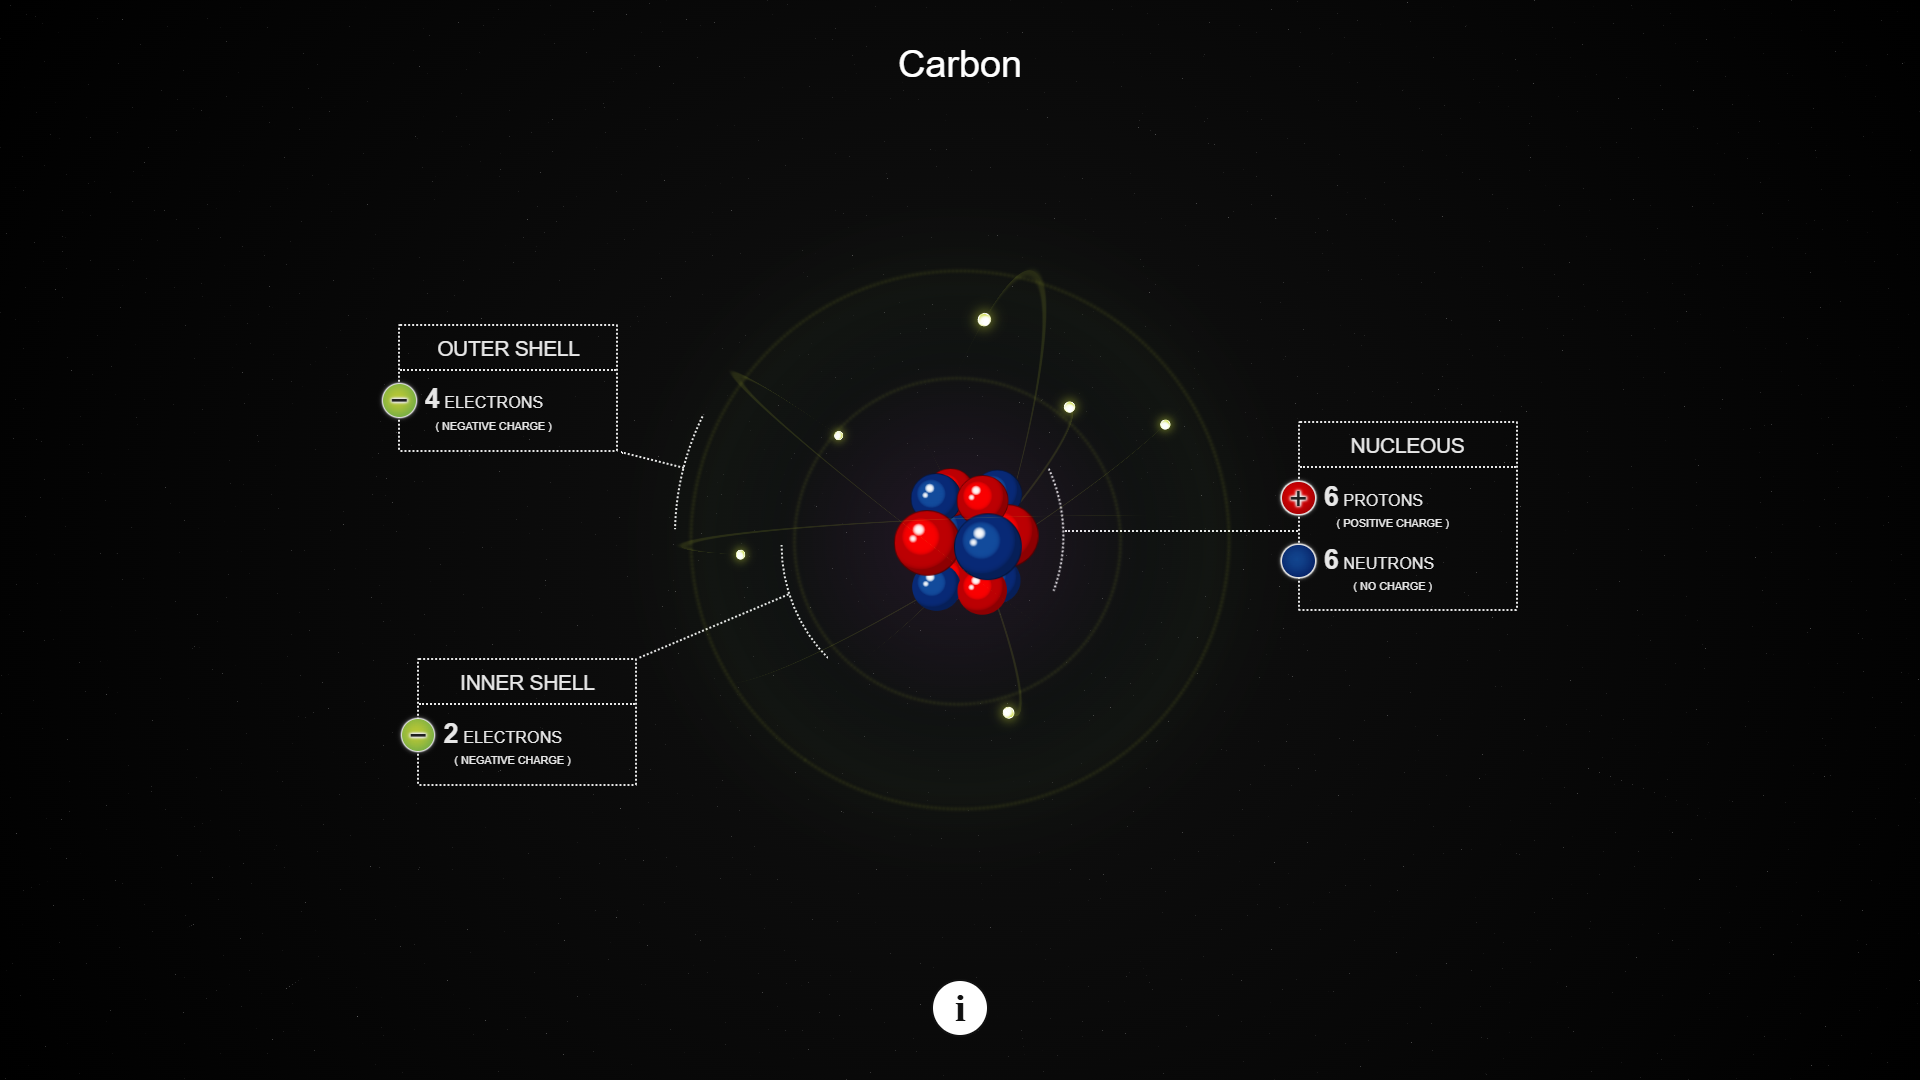 Carbon
OUTER SHELL
4 ELECTRONS
( NEGATIVE CHARGE )
NUCLEOUS
6 PROTONS
( POSITIVE CHARGE )
6 NEUTRONS
( NO CHARGE )
INNER SHELL
2 ELECTRONS
( NEGATIVE CHARGE )
i